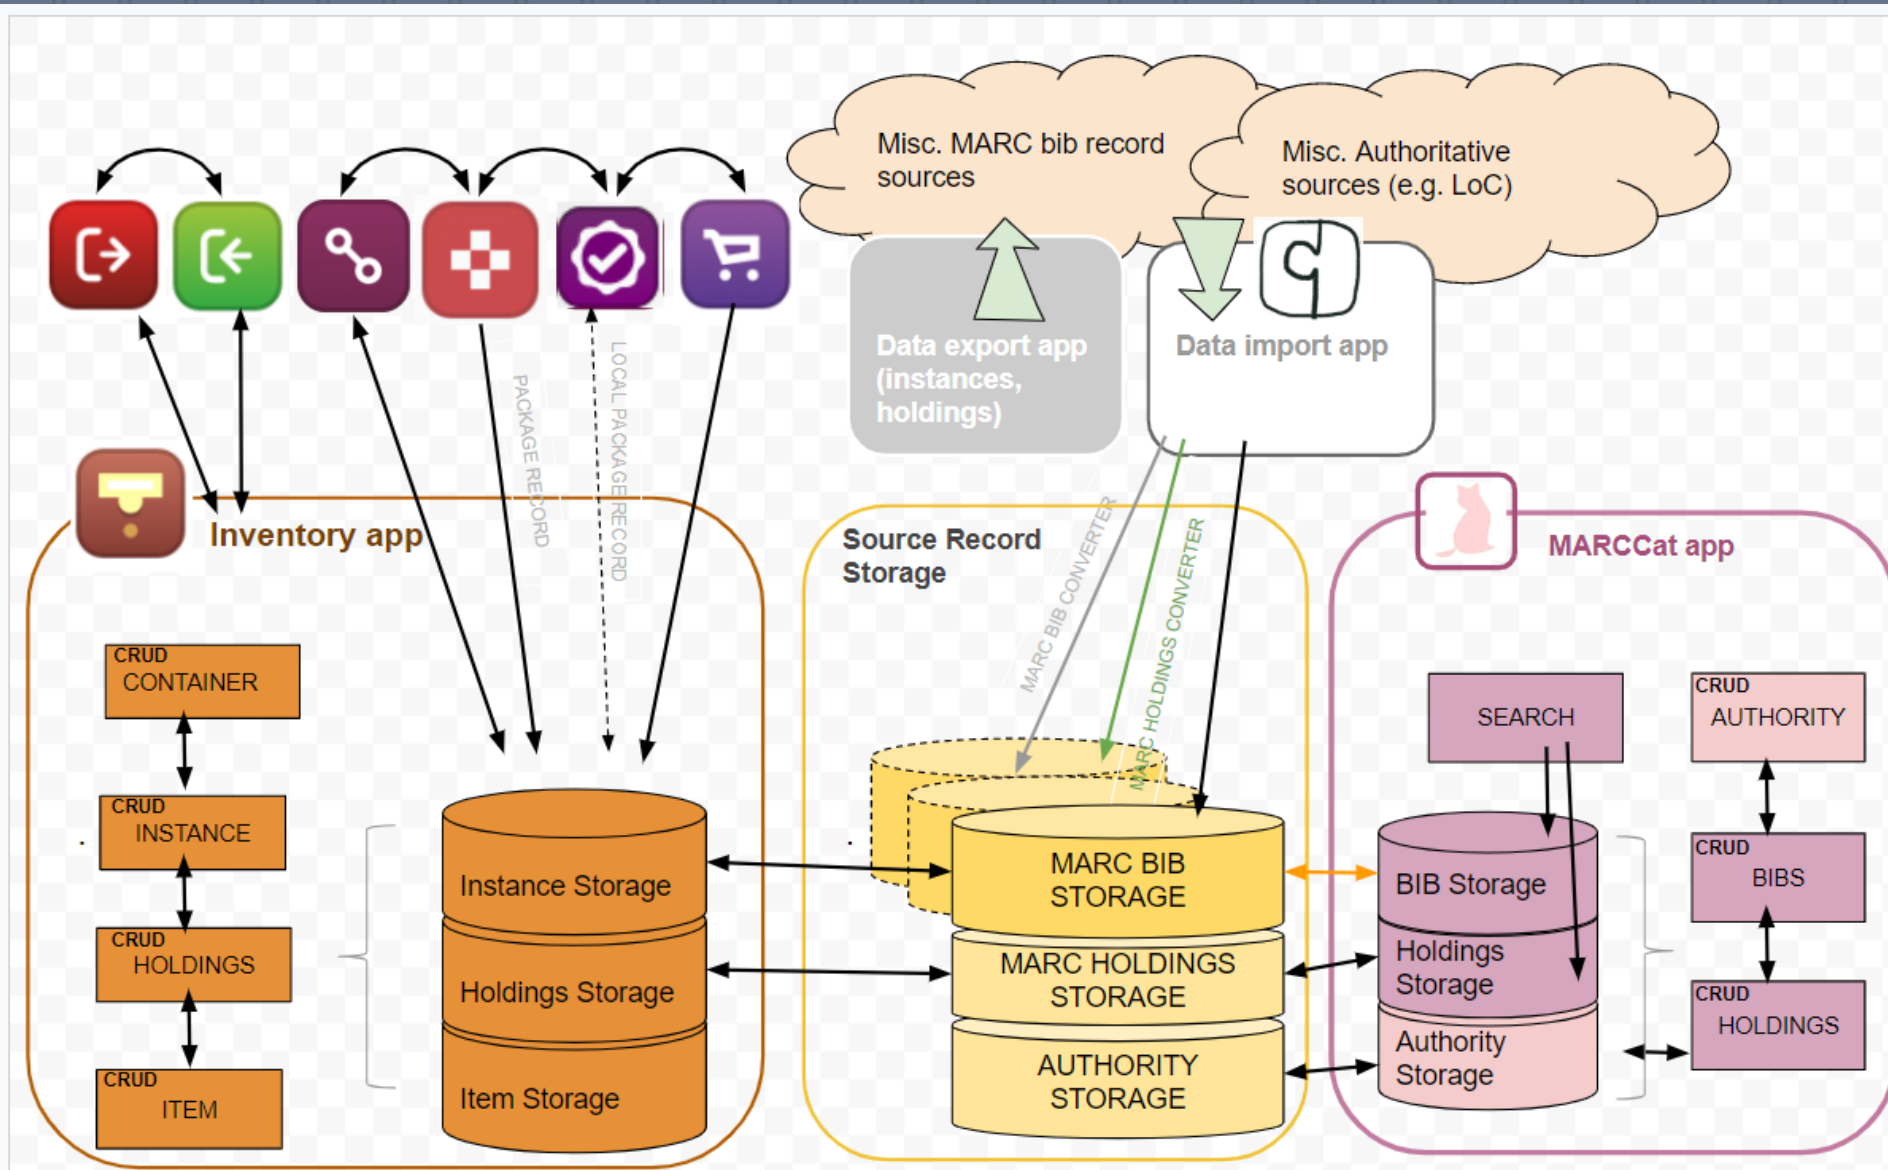 Misc. MARC bib record
sources
Misc. Authoritative
sources (e.g. LoC)
Data export app
(instances,
holdings)
Data import app
PACKAGE RECORD
LOCAL PACKAGE RECORD
MARC BIB CONVERTER
MARC HOLDINGS CONVERTER
Inventory app
CRUD
CONTAINER
CRUD
INSTANCE
CRUD
HOLDINGS
CRUD
ITEM
Instance Storage
Holdings Storage
Item Storage
Source Record
Storage
MARC BIB
STORAGE
MARC HOLDINGS
STORAGE
AUTHORITY
STORAGE
MARCCat app
SEARCH
BIB Storage
Holdings
Storage
Authority
Storage
CRUD
AUTHORITY
CRUD
BIBS
CRUD
HOLDINGS